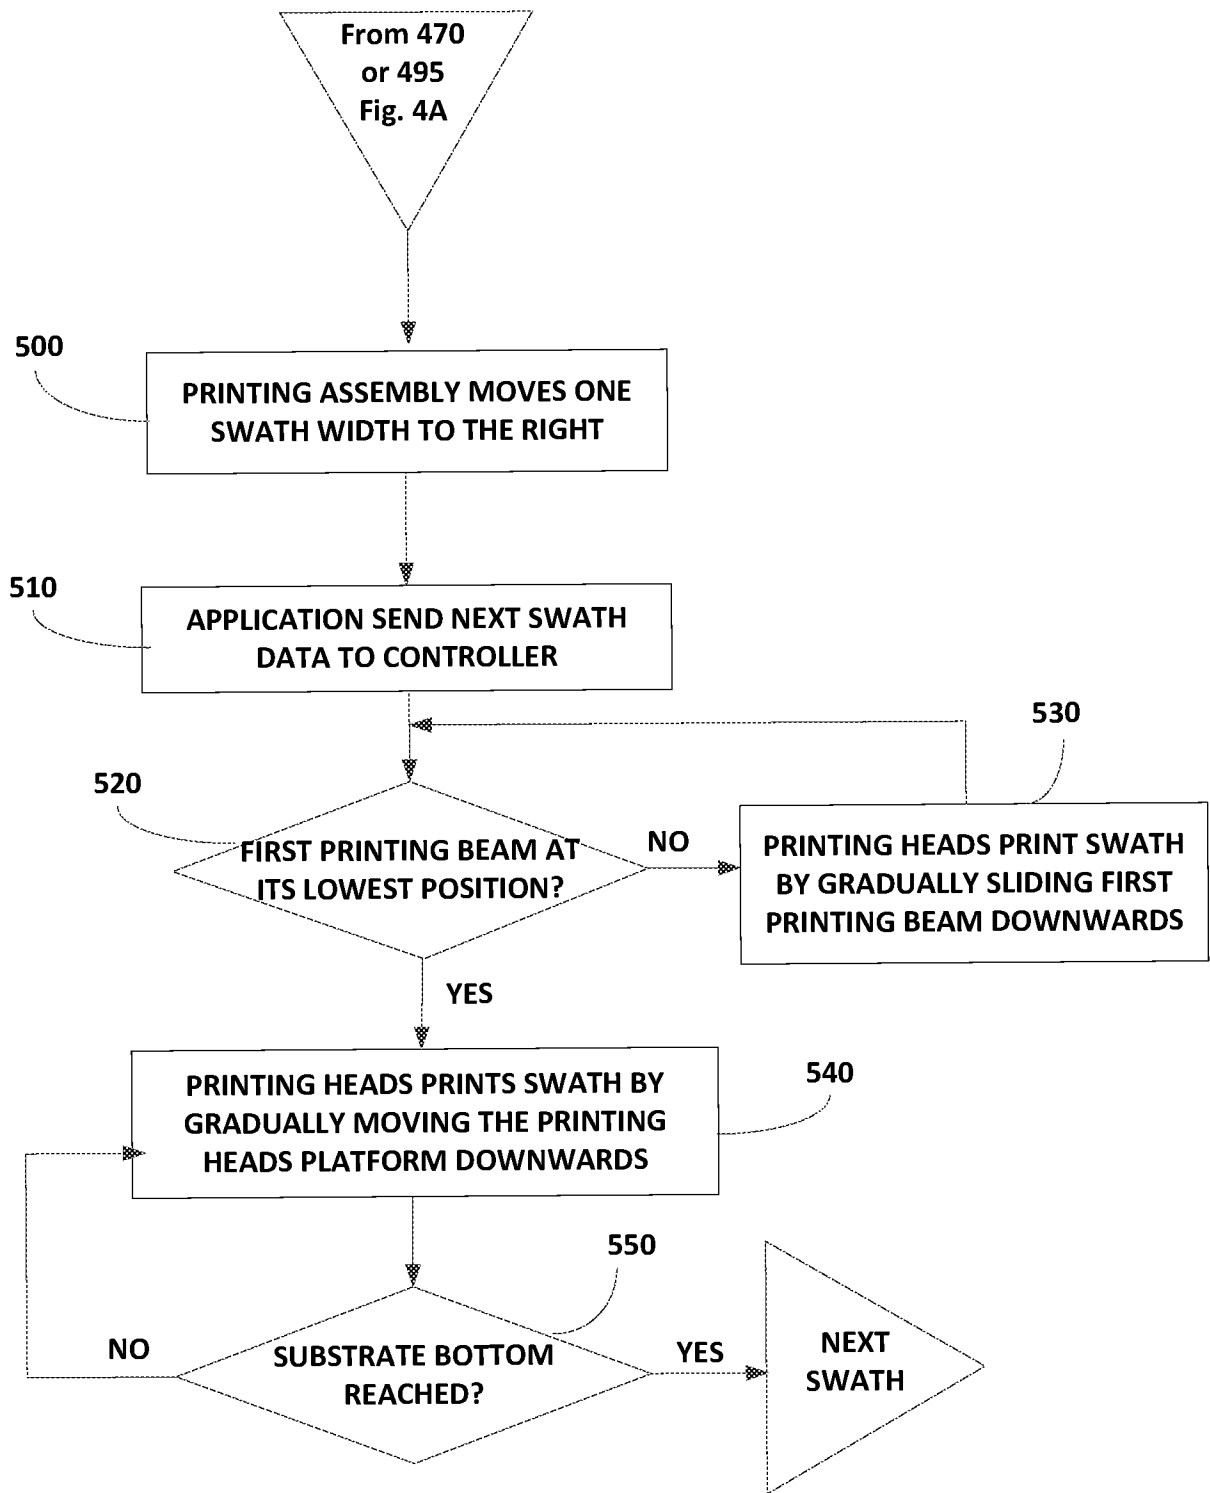 From 470
or 495
Fig. 4A
500
PRINTING ASSEMBLY MOVES ONE
SWATH WIDTH TO THE RIGHT
510
APPLICATION SEND NEXT SWATH
DATA TO CONTROLLER
520
FIRST PRINTING BEAM AT
ITS LOWEST POSITION?
NO
530
PRINTING HEADS PRINT SWATH
BY GRADUALLY SLIDING FIRST
PRINTING BEAM DOWNWARDS
YES
PRINTING HEADS PRINTS SWATH BY
GRADUALLY MOVING THE PRINTING
HEADS PLATFORM DOWNWARDS
540
550
NO
SUBSTRATE BOTTOM
REACHED?
YES
NEXT
SWATH